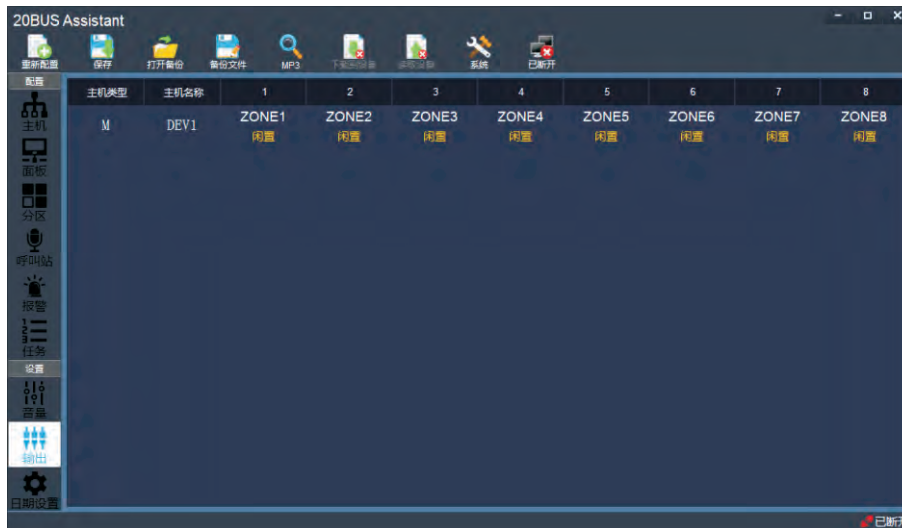 20BUS Assistant
重新配置 保存 打开备份 备份文件 MP3 系统 已断开
配置
主机
面板
分区
呼叫站
报警
任务
设置
音量
输出
日期设置
主机类型 主机名称 1 2 3 4 5 6 7 8
M DEV1 ZONE1 ZONE2 ZONE3 ZONE4 ZONE5 ZONE6 ZONE7 ZONE8
闲置 闲置 闲置 闲置 闲置 闲置 闲置 闲置
已断开